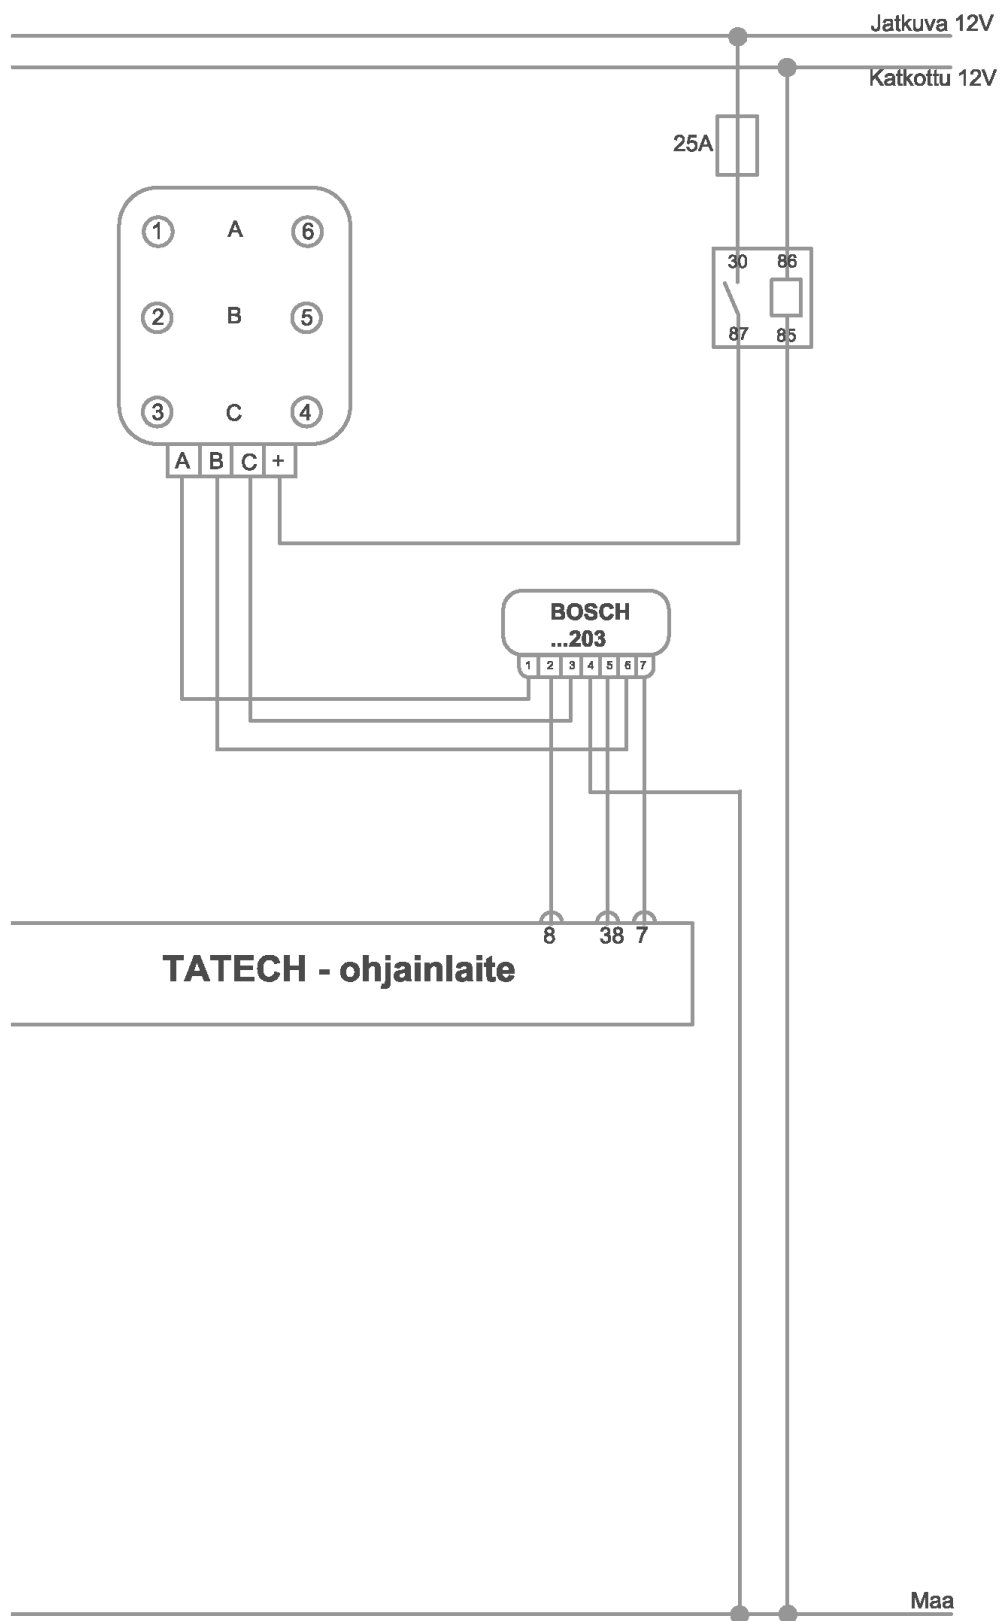 Jatkuva 12V
Katkottu 12V
25A
1 A 6
30 86
2 B 5
87 85
3 C 4
A B C +
BOSCH
...203
1 2 3 4 5 6 7
8 38 7
TATECH - ohjainlaite
Maa